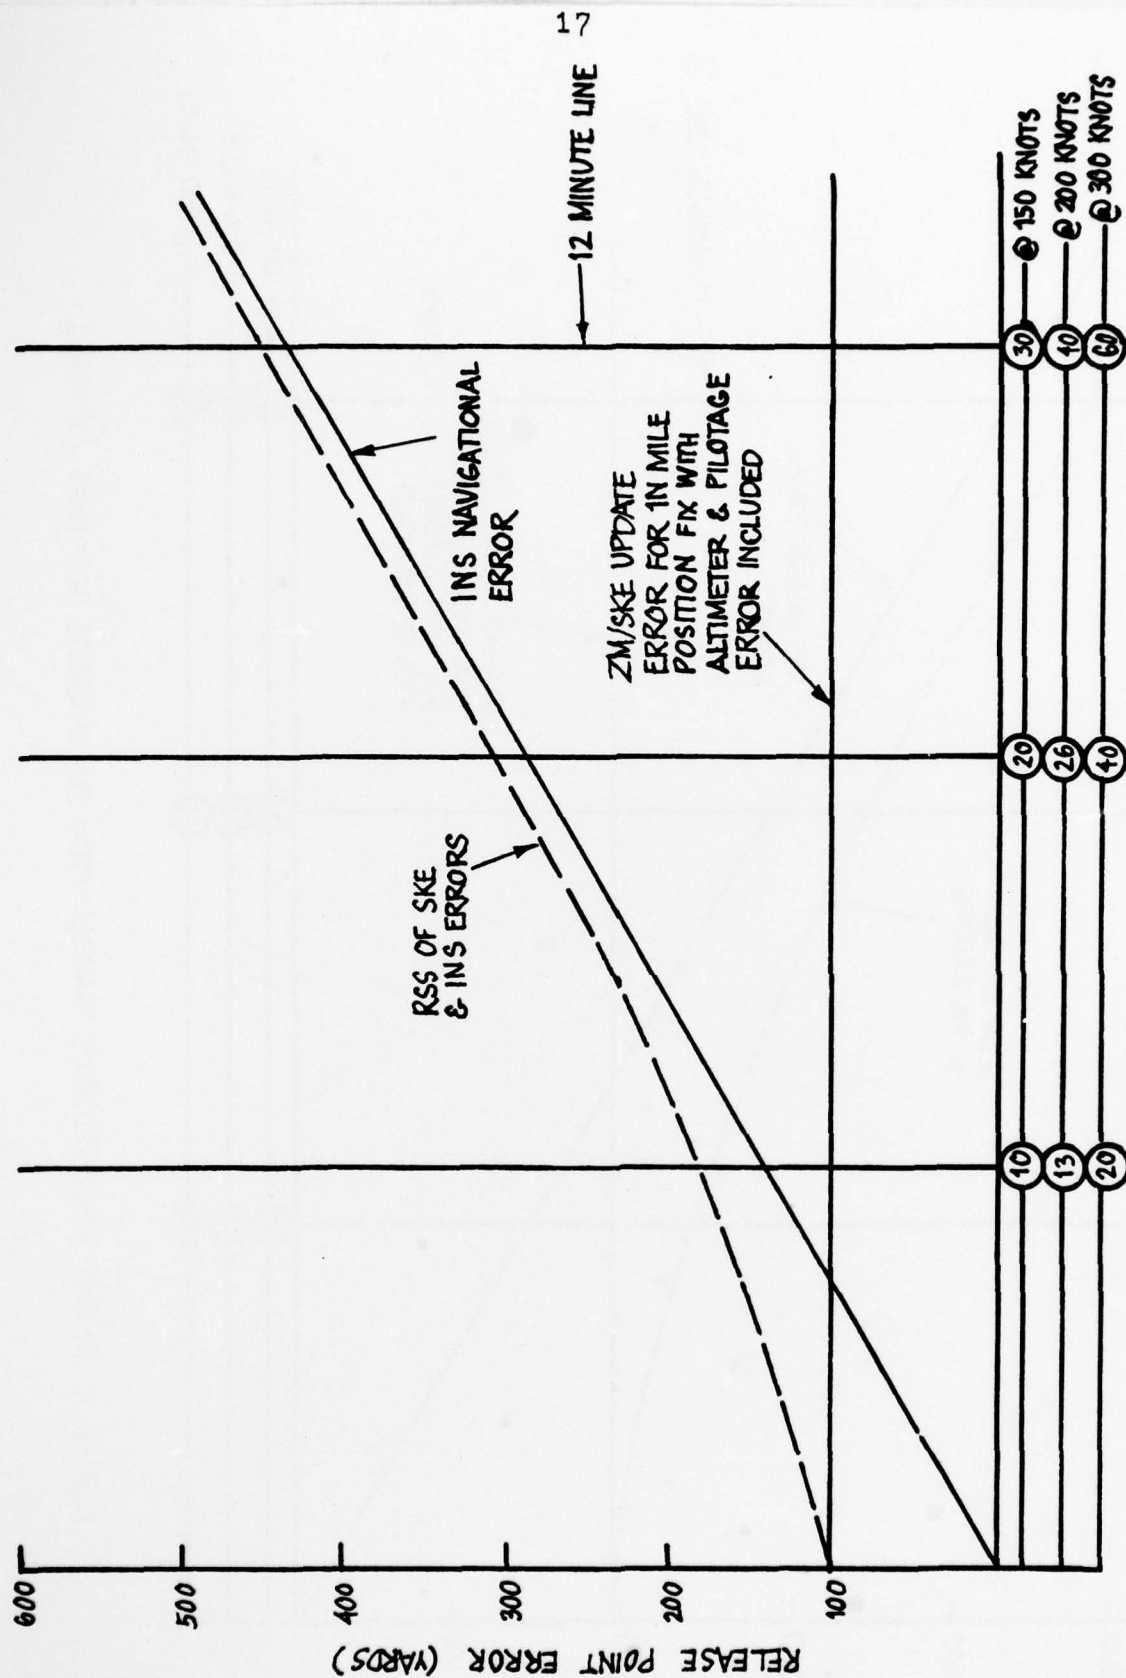 17
600
500
400
300
200
100
RELEASE POINT ERROR (YARDS)
RSS OF SKE
& INS ERRORS
INS NAVIGATIONAL
ERROR
12 MINUTE LINE
ZM/SKE UPDATE
ERROR FOR 1N MILE
POSITION FIX WITH
ALTIMETER & PILOTAGE
ERROR INCLUDED
10 20 30 @ 150 KNOTS
13 26 40 @ 200 KNOTS
20 40 60 @ 300 KNOTS